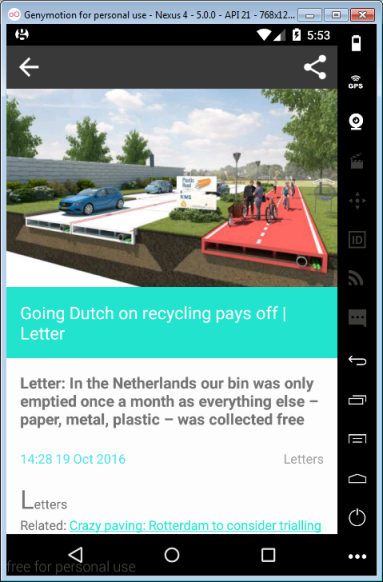 Genymotion for personal use - Nexus 4 - 5.0.0 - API 21 - 768x12...
5:53
GPS
Plastic
Road
KWS
Going Dutch on recycling pays off |
Letter
Letter: In the Netherlands our bin was only
emptied once a month as everything else –
paper, metal, plastic – was collected free
14:28 19 Oct 2016
Letters
Letters
Related: Crazy paving: Rotterdam to consider trialling
free for personal use
ID